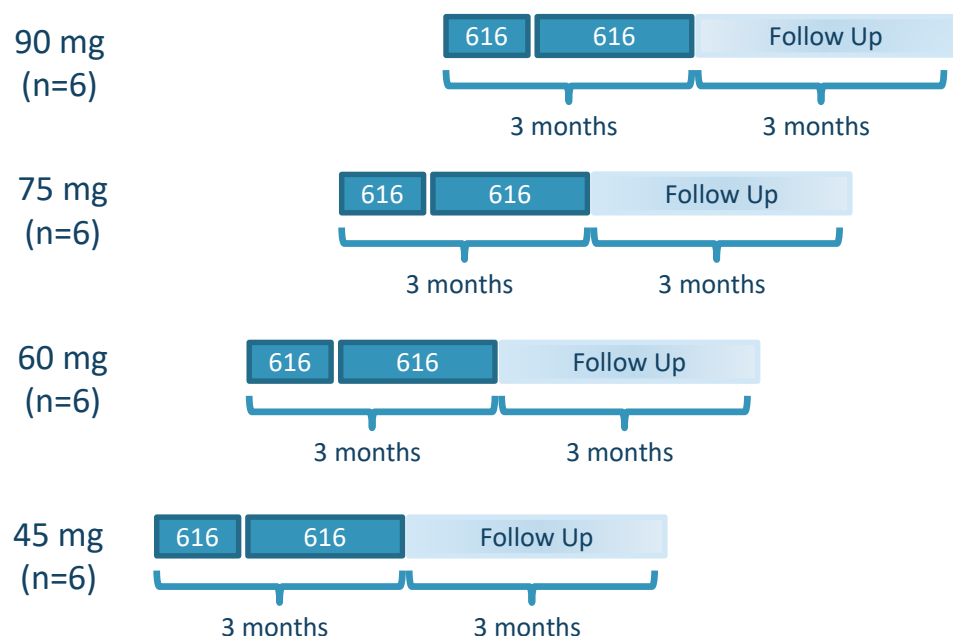 90 mg
(n=6)
616 616 Follow Up
3 months 3 months
75 mg
(n=6)
616 616 Follow Up
3 months 3 months
60 mg
(n=6)
616 616 Follow Up
3 months 3 months
45 mg
(n=6)
616 616 Follow Up
3 months 3 months